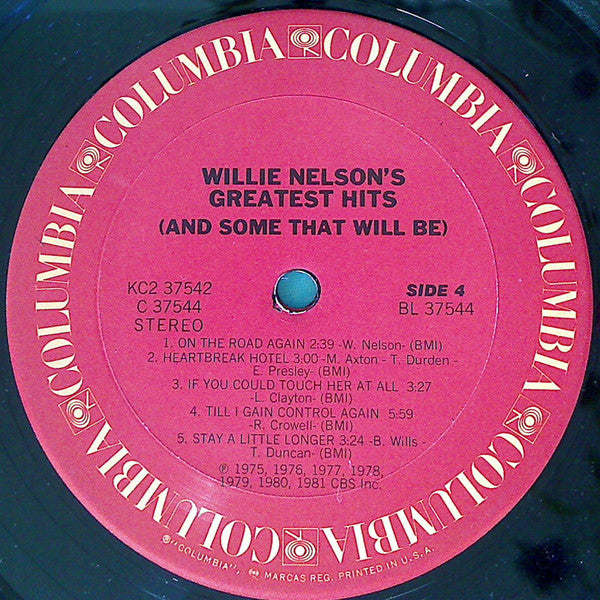 COLUMBIA COLUMBIA COLUMBIA COLUMBIA COLUMBIA COLUMBIA
WILLIE NELSON'S
GREATEST HITS
(AND SOME THAT WILL BE)
KC2 37542
C 37544
STEREO
SIDE 4
BL 37544
1. ON THE ROAD AGAIN 2:39 -W. Nelson- (BMI)
2. HEARTBREAK HOTEL 3:00 -M. Axton - T. Durden -
E. Presley- (BMI)
3. IF YOU COULD TOUCH HER AT ALL 3:27
-L. Clayton- (BMI)
4. TILL I GAIN CONTROL AGAIN 5:59
-R. Crowell- (BMI)
5. STAY A LITTLE LONGER 3:24 -B. Wills -
T. Duncan- (BMI)
℗ 1975, 1976, 1977, 1978,
1979, 1980, 1981 CBS Inc.
®"COLUMBIA", MARCAS REG. PRINTED IN U.S.A.